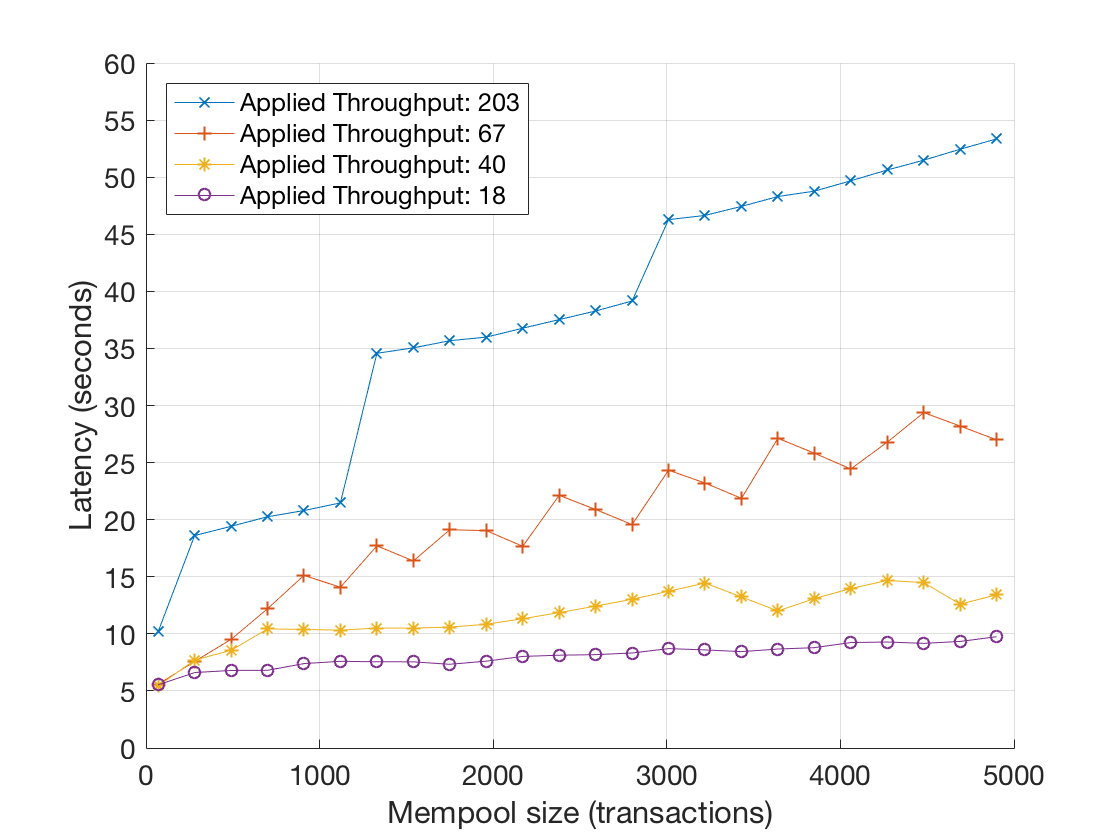 60
55
50
45
40
35
30
25
20
15
10
5
0
Latency (seconds)
Applied Throughput: 203
Applied Throughput: 67
Applied Throughput: 40
Applied Throughput: 18
0 1000 2000 3000 4000 5000
Mempool size (transactions)